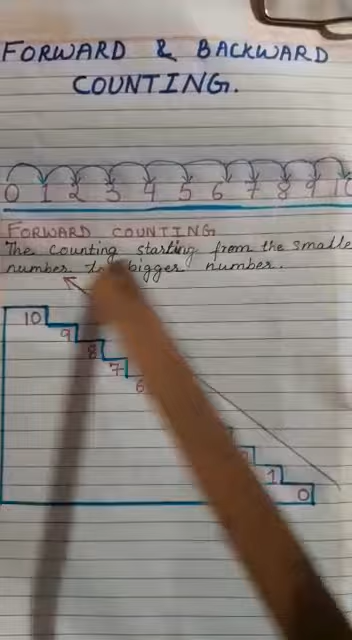 FORWARD & BACKWARD
COUNTING.
0 1 2 3 4 5 6 7 8 9 10
FORWARD COUNTING
The counting starting from the smalle
number to bigger number.
10
9
8
7
6
1
0